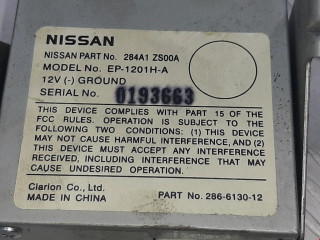 NISSAN
NISSAN PART No. 284A1 ZS00A
MODEL No. EP-1201H-A
12V (-) GROUND
SERIAL No. 0193663
THIS DEVICE COMPLIES WITH PART 15 OF THE
FCC RULES. OPERATION IS SUBJECT TO THE
FOLLOWING TWO CONDITIONS: (1) THIS DEVICE
MAY NOT CAUSE HARMFUL INTERFERENCE, AND (2)
THIS DEVICE MUST ACCEPT ANY INTERFERENCE
RECEIVED, INCLUDING INTERFERENCE THAT MAY
CAUSE UNDESIRED OPERATION.
Clarion Co., Ltd.
MADE IN CHINA PART No. 286-6130-12